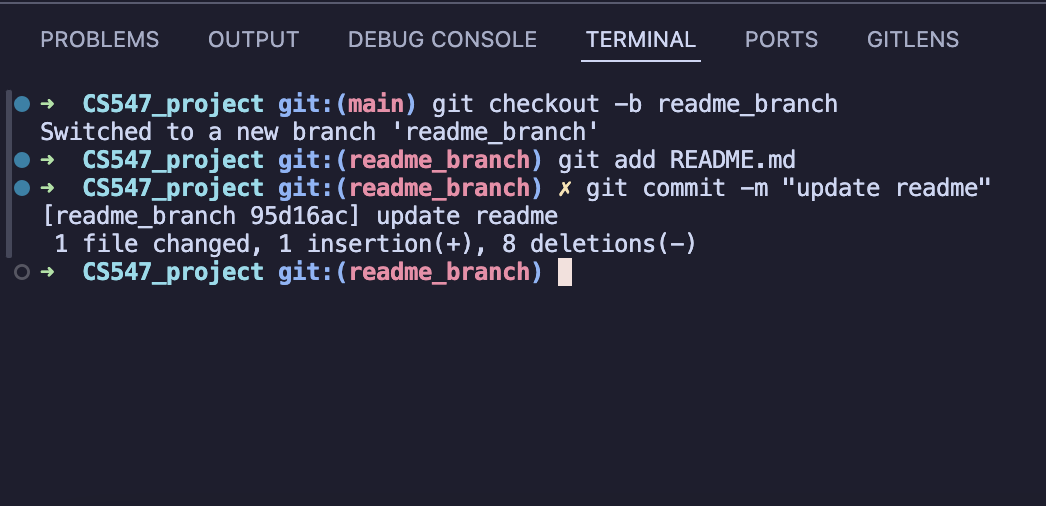 PROBLEMS OUTPUT DEBUG CONSOLE TERMINAL PORTS GITLENS
➜ CS547_project git:(main) git checkout -b readme_branch
Switched to a new branch 'readme_branch'
➜ CS547_project git:(readme_branch) git add README.md
➜ CS547_project git:(readme_branch) ✗ git commit -m "update readme"
[readme_branch 95d16ac] update readme
1 file changed, 1 insertion(+), 8 deletions(-)
➜ CS547_project git:(readme_branch)